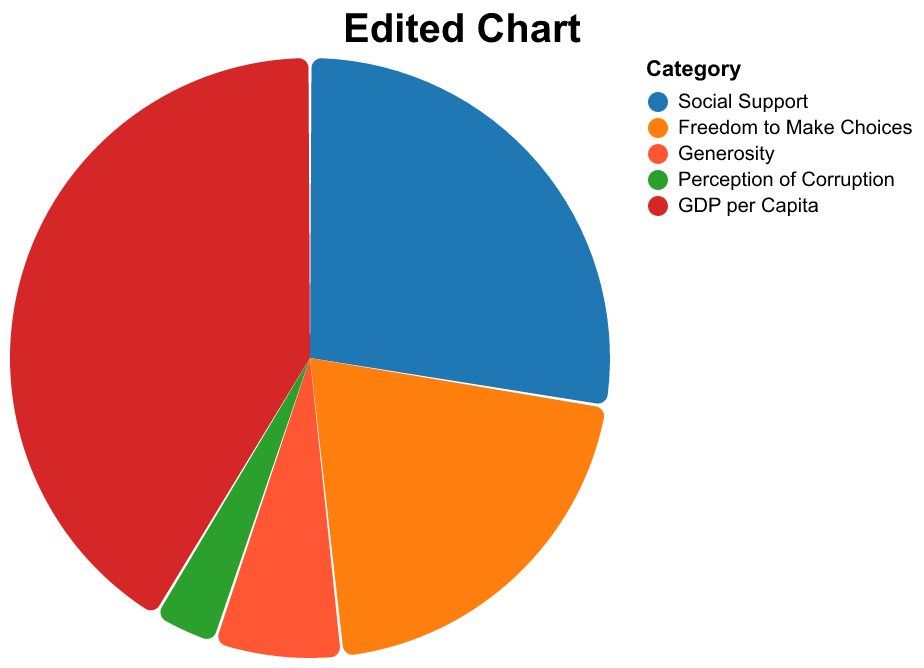 Edited Chart
Category
Social Support
Freedom to Make Choices
Generosity
Perception of Corruption
GDP per Capita